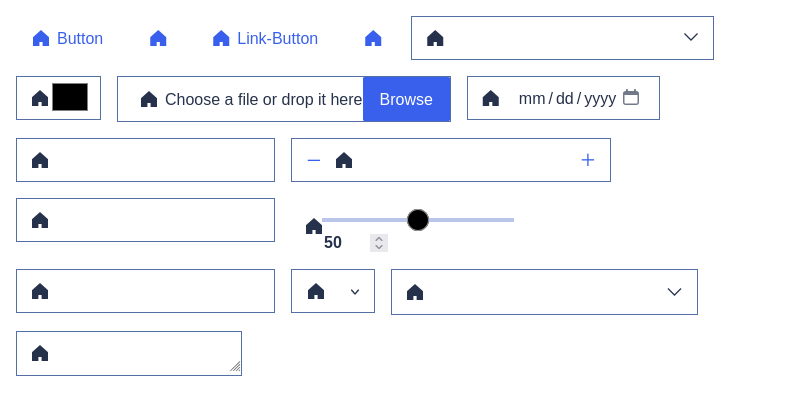 Button
Link-Button
Choose a file or drop it here
Browse
mm/dd/yyyy
50